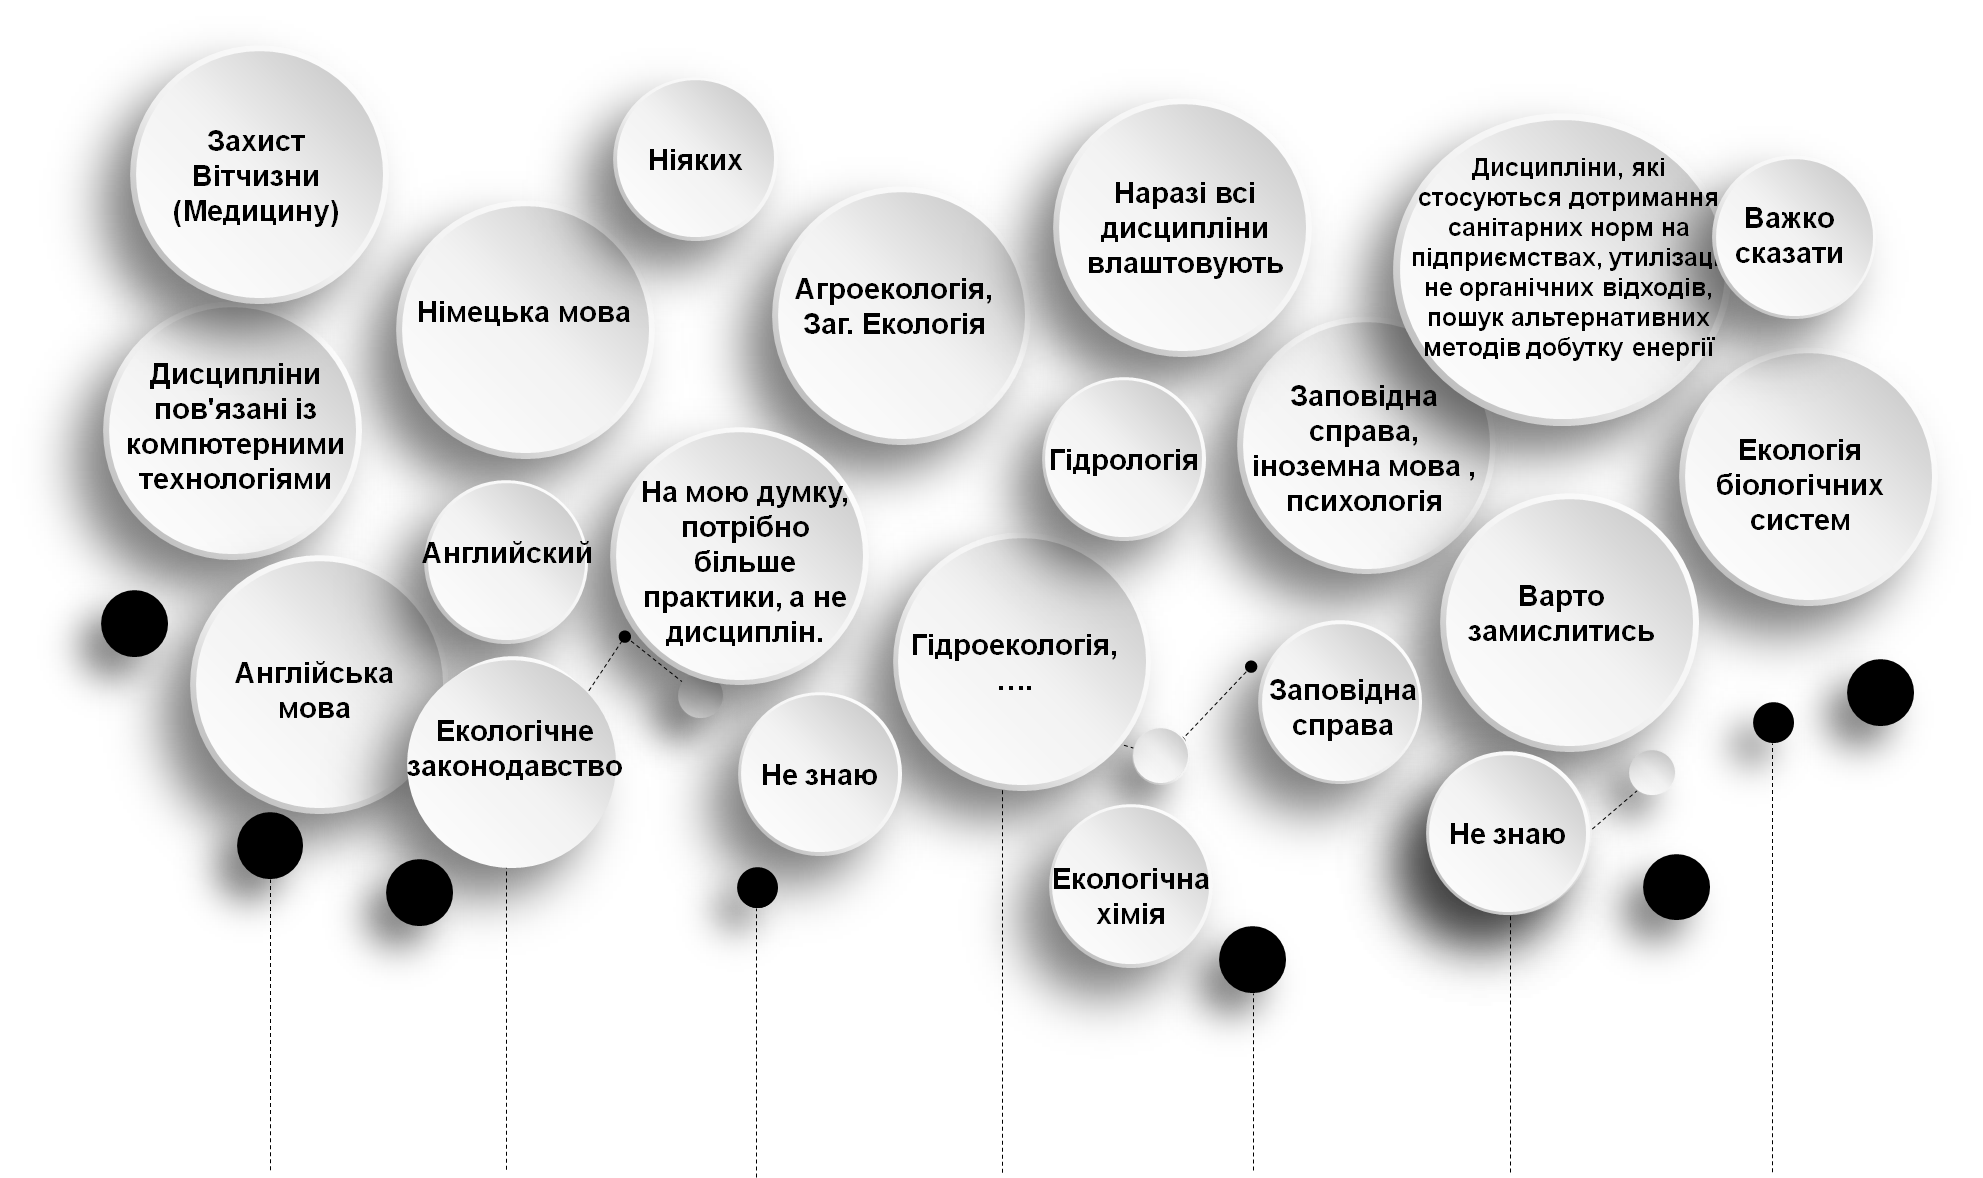 Захист
Вітчизни
(Медицину)
Ніяких
Німецька мова
Агроекологія,
Заг. Екологія
Наразі всі
дисципліни
влаштовують
Дисципліни, які
стосуються дотримання
санітарних норм на
підприємствах, утилізаці
не органічних відходів,
пошук альтернативних
методів добутку енергії
Важко
сказати
Дисципліни
пов'язані із
компютерними
технологіями
Английский
На мою думку,
потрібно
більше
практики, а не
дисциплін.
Гідрологія
Заповідна
справа,
іноземна мова ,
психологія
Екологія
біологічних
систем
Англійська
мова
Екологічне
законодавство
Не знаю
Гідроекологія,
….
Заповідна
справа
Варто
замислитись
Екологічна
хімія
Не знаю